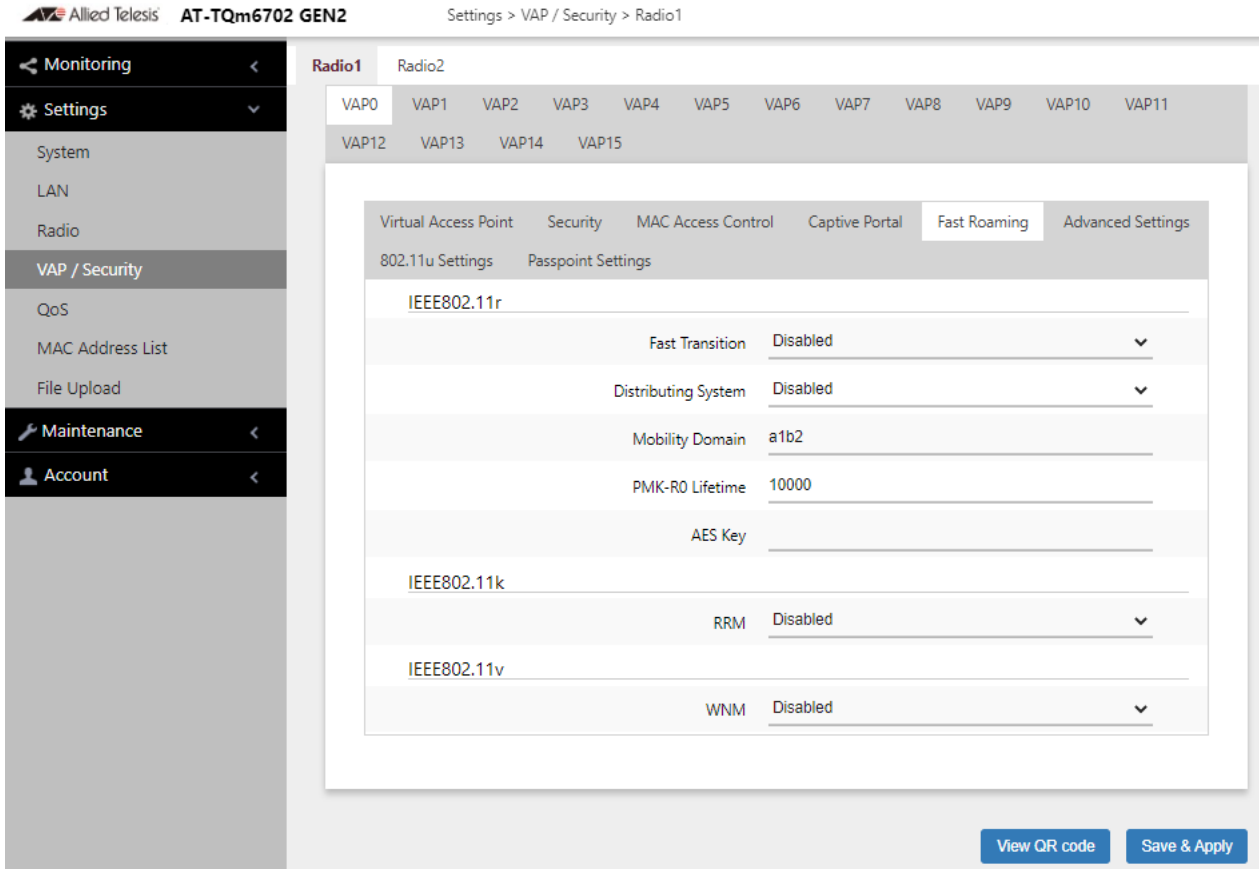 Allied Telesis AT-TQm6702 GEN2 Settings > VAP / Security > Radio1
Monitoring
Settings
System
LAN
Radio
VAP / Security
QoS
MAC Address List
File Upload
Maintenance
Account
Radio1 Radio2
VAP0 VAP1 VAP2 VAP3 VAP4 VAP5 VAP6 VAP7 VAP8 VAP9 VAP10 VAP11
VAP12 VAP13 VAP14 VAP15
Virtual Access Point Security MAC Access Control Captive Portal Fast Roaming Advanced Settings
802.11u Settings Passpoint Settings
IEEE802.11r
Fast Transition Disabled
Distributing System Disabled
Mobility Domain a1b2
PMK-R0 Lifetime 10000
AES Key
IEEE802.11k
RRM Disabled
IEEE802.11v
WNM Disabled
View QR code Save & Apply